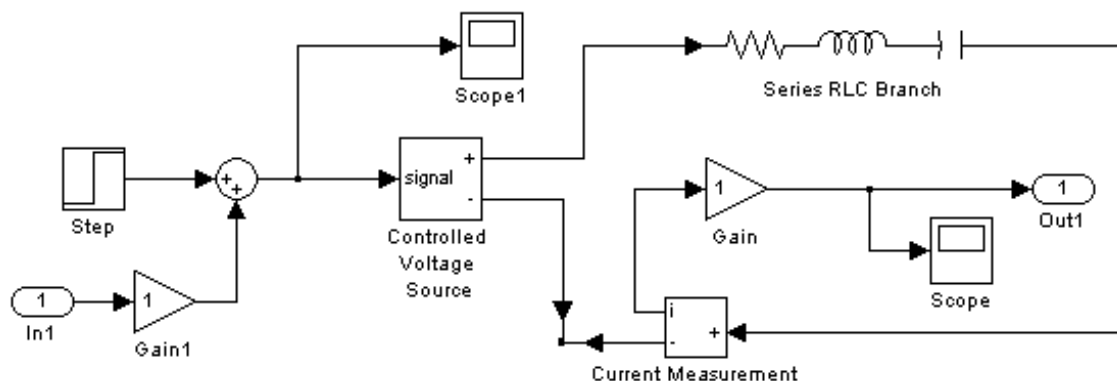 Scope1
Series RLC Branch
+
+
Step
signal
+
-
Controlled
Voltage
Source
1
Gain
1
Out1
Scope
1
In1
1
Gain1
i
+
-
Current Measurement